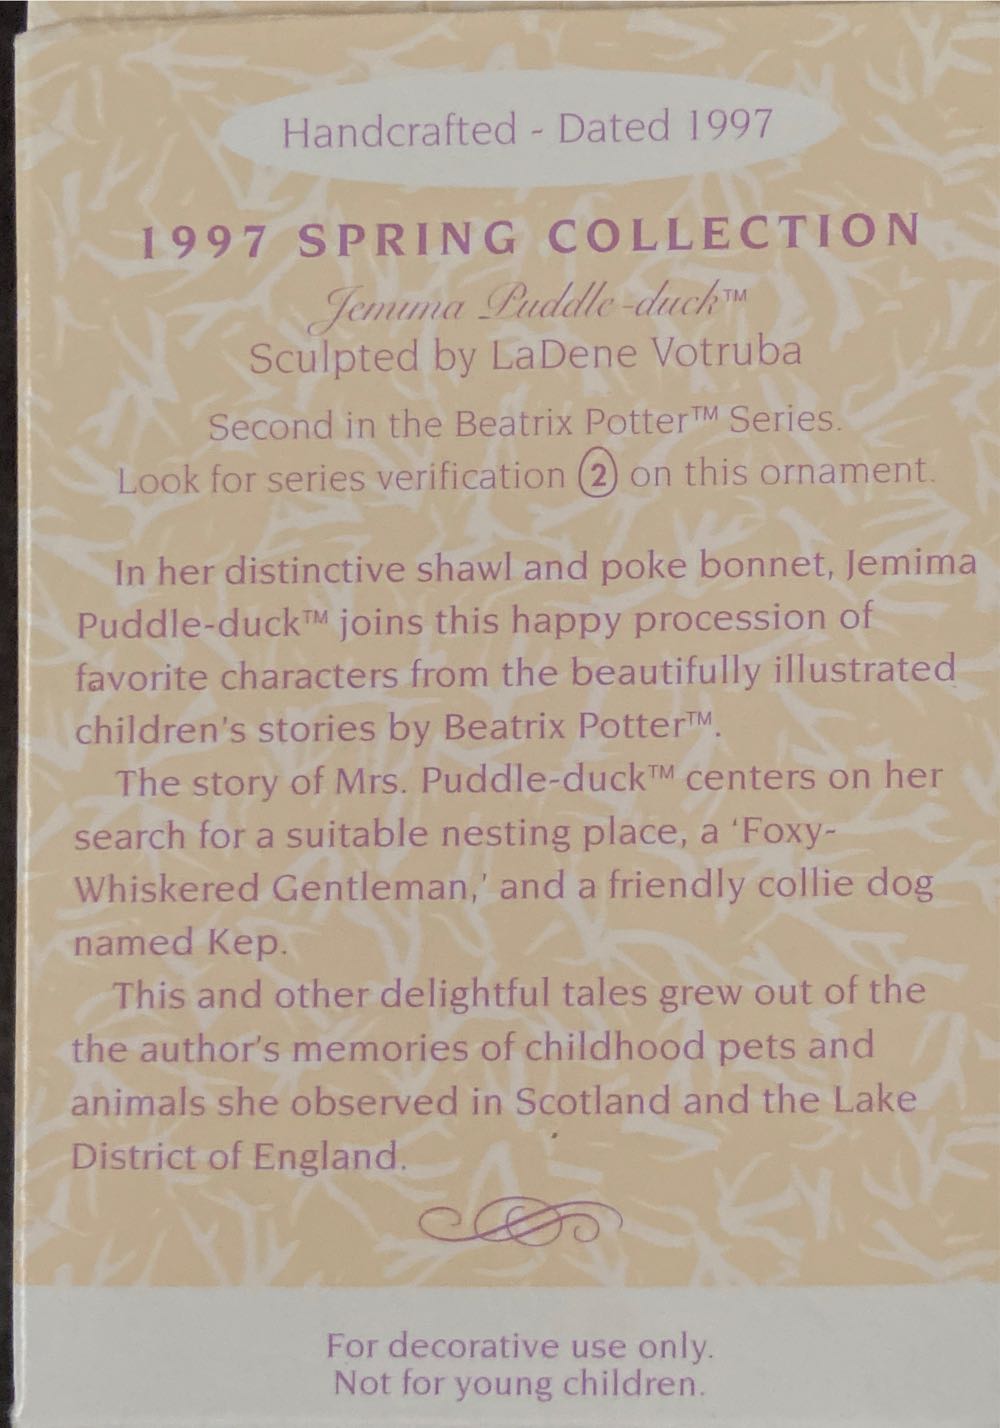 Handcrafted - Dated 1997
1997 SPRING COLLECTION
Jemima Puddle-duck™
Sculpted by LaDene Votruba
Second in the Beatrix Potter™ Series.
Look for series verification ② on this ornament.
In her distinctive shawl and poke bonnet, Jemima
Puddle-duck™ joins this happy procession of
favorite characters from the beautifully illustrated
children's stories by Beatrix Potter™.
The story of Mrs. Puddle-duck™ centers on her
search for a suitable nesting place, a ‘Foxy-
Whiskered Gentleman,’ and a friendly collie dog
named Kep.
This and other delightful tales grew out of the
the author's memories of childhood pets and
animals she observed in Scotland and the Lake
District of England.
For decorative use only.
Not for young children.